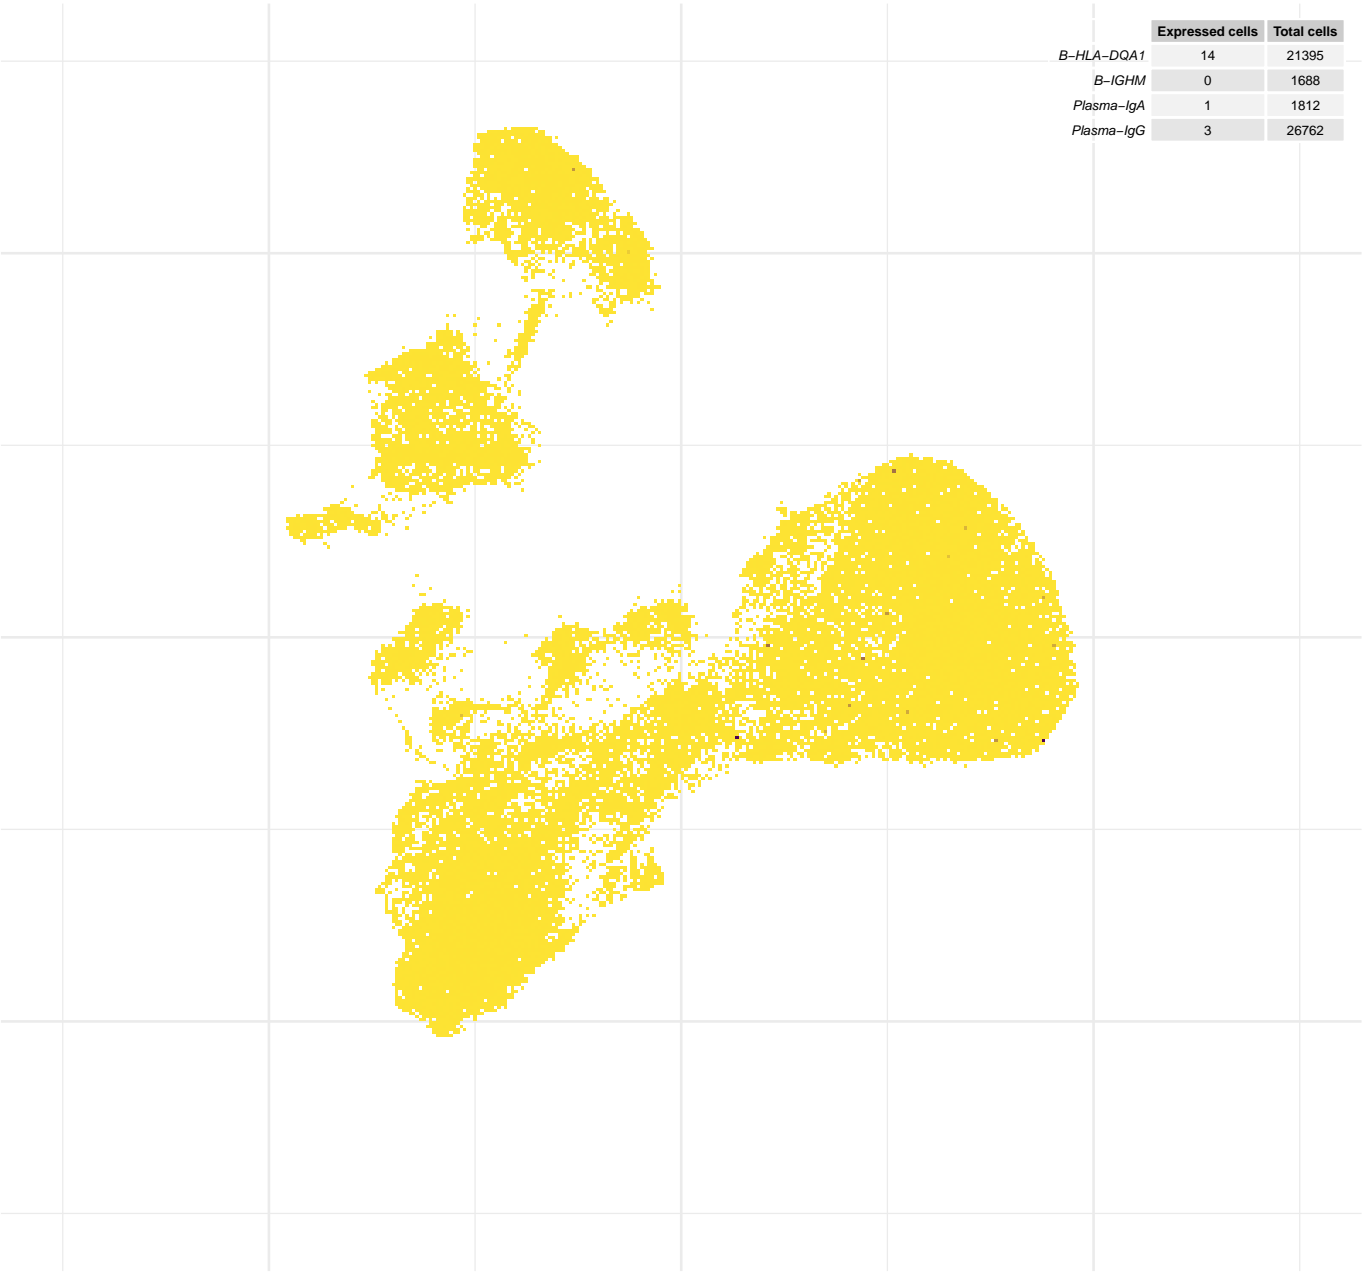 Expressed cells Total cells
B−HLA−DQA1 14 21395
B−IGHM 0 1688
Plasma−IgA 1 1812
Plasma−IgG 3 26762